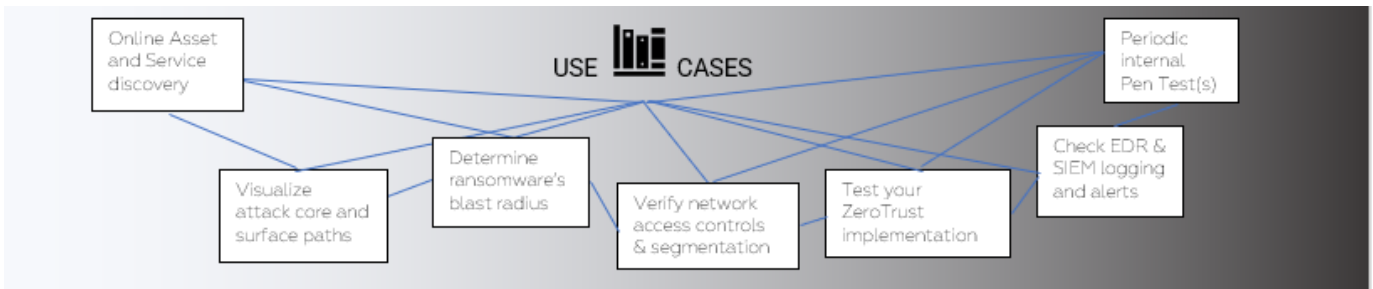 Online Asset
and Service
discovery
USE CASES
Periodic
internal
Pen Test(s)
Visualize
attack core and
surface paths
Determine
ransomware's
blast radius
Verify network
access controls
& segmentation
Test your
ZeroTrust
implementation
Check EDR &
SIEM logging
and alerts